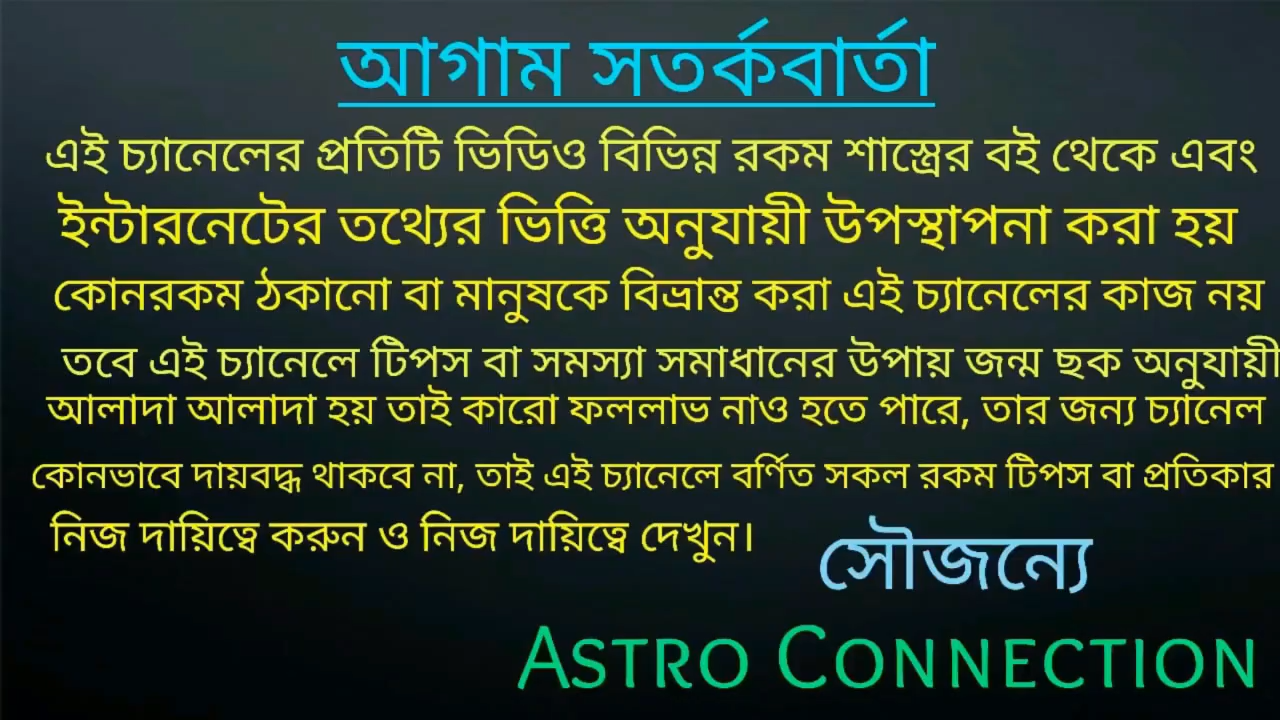 আগাম সতর্কবার্তা
এই চ্যানেলের প্রতিটি ভিডিও বিভিন্ন রকম শাস্ত্রের বই থেকে এবং
ইন্টারনেটের তথ্যের ভিত্তি অনুযায়ী উপস্থাপনা করা হয়
কোনরকম ঠকানো বা মানুষকে বিভ্রান্ত করা এই চ্যানেলের কাজ নয়
তবে এই চ্যানেলে টিপস বা সমস্যা সমাধানের উপায় জন্ম ছক অনুযায়ী
আলাদা আলাদা হয় তাই কারো ফললাভ নাও হতে পারে, তার জন্য চ্যানেল
কোনভাবে দায়বদ্ধ থাকবে না, তাই এই চ্যানেলে বর্ণিত সকল রকম টিপস বা প্রতিকার
নিজ দায়িত্বে করুন ও নিজ দায়িত্বে দেখুন।
সৌজন্যে
ASTRO CONNECTION